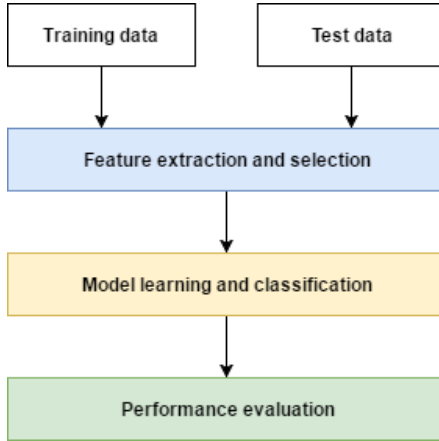 Training data
Test data
Feature extraction and selection
Model learning and classification
Performance evaluation